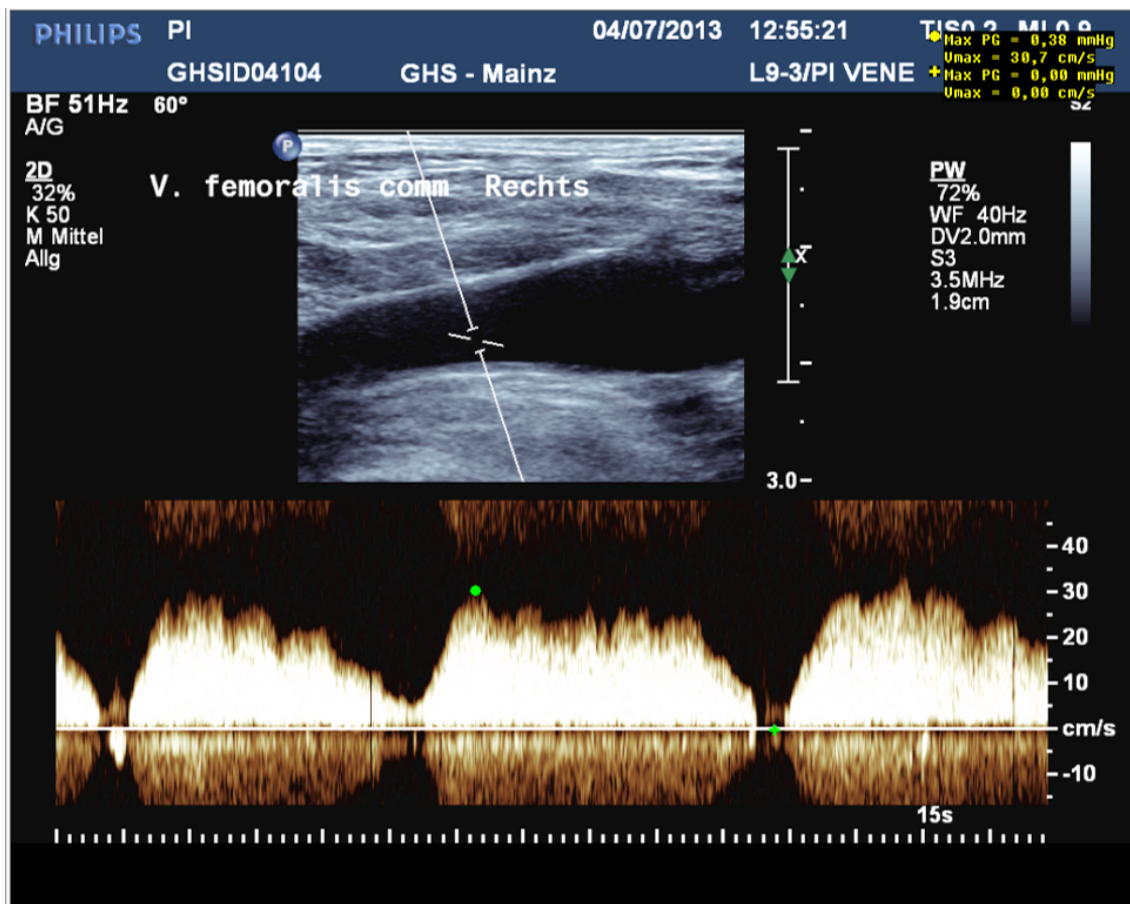 PHILIPS PI 04/07/2013 12:55:21
Max PG = 0,38 mmHg
Vmax = 30,7 cm/s
Max PG = 0,00 mmHg
Vmax = 0,00 cm/s
GHSID04104 GHS - Mainz L9-3/PI VENE
BF 51Hz 60°
A/G
2D
32%
K 50
M Mittel
Allg
P
V. femoralis comm Rechts
X
3.0
PW
72%
WF 40Hz
DV2.0mm
S3
3.5MHz
1.9cm
40
30
20
10
cm/s
-10
15s